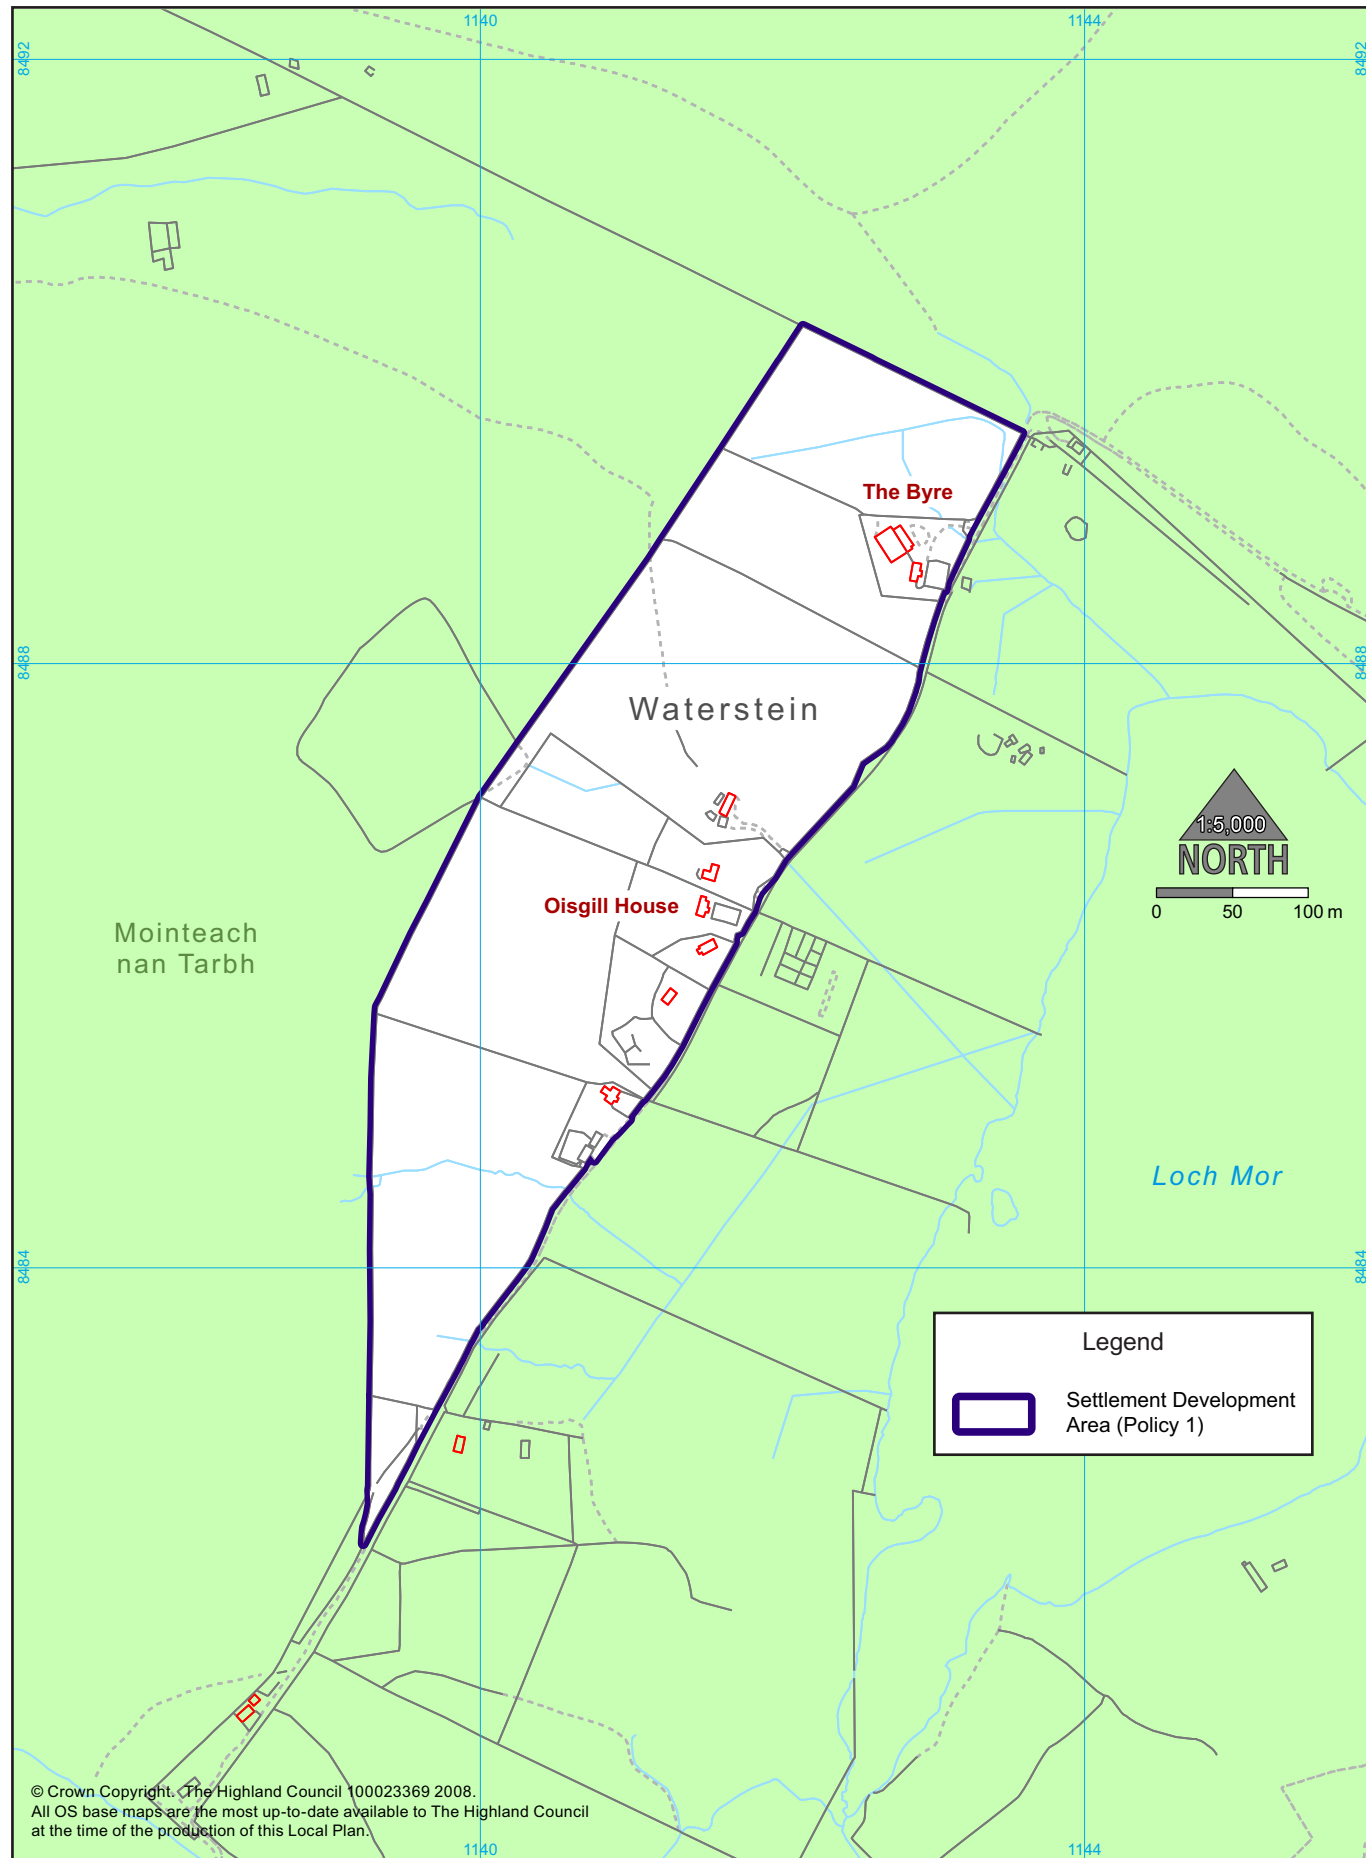 1140
1144
8492
8492
The Byre
8488
8488
Waterstein
1:5,000
NORTH
0 50 100 m
Oisgill House
Mointeach
nan Tarbh
Loch Mor
8484
8484
Legend
Settlement Development
Area (Policy 1)
© Crown Copyright. The Highland Council 100023369 2008.
All OS base maps are the most up-to-date available to The Highland Council
at the time of the production of this Local Plan.
1140
1144